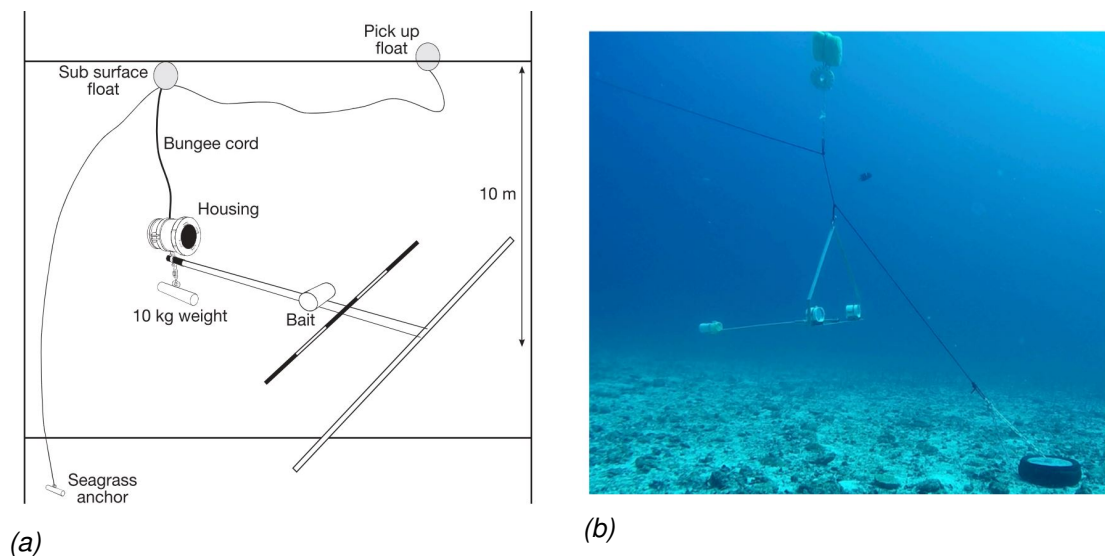 Pick up
float
Sub surface
float
Bungee cord
10 m
Housing
10 kg weight
Bait
Seagrass
anchor
(a)
(b)